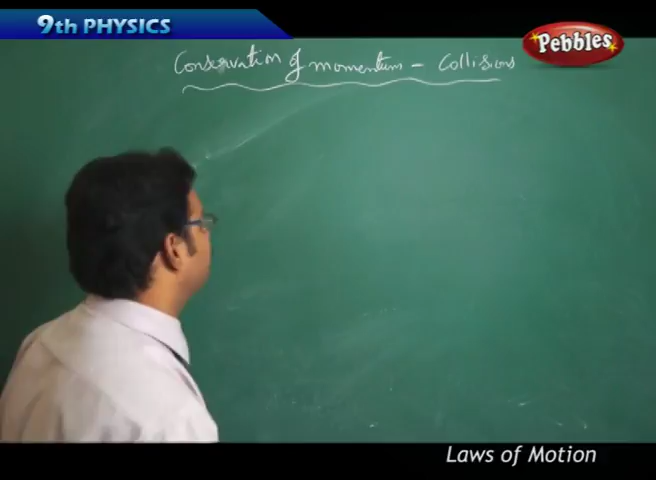 9th PHYSICS
Pebbles
Conservation of momentum - Collisions
Laws of Motion